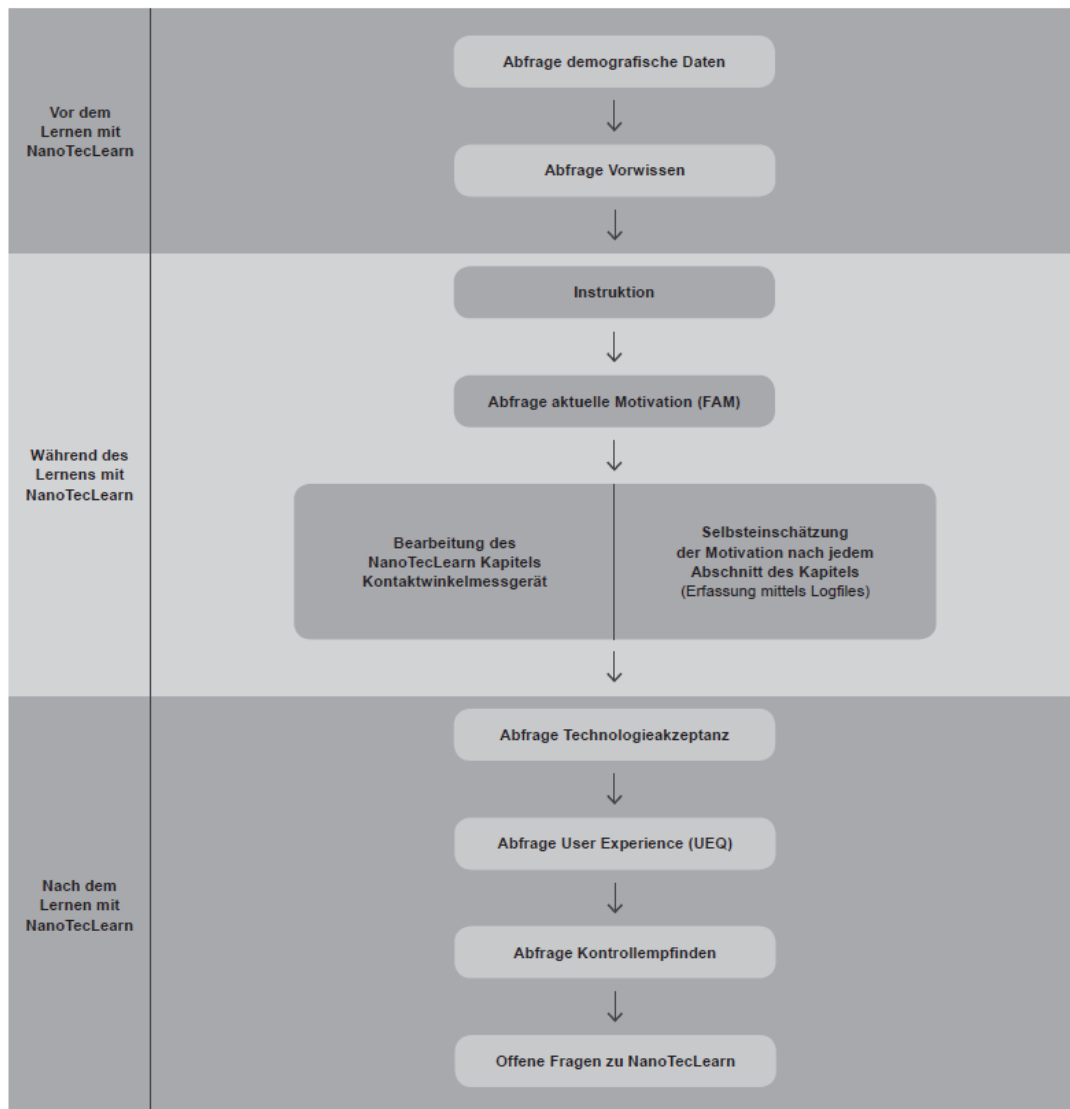 Vor dem
Lernen mit
NanoTecLearn
Abfrage demografische Daten
Abfrage Vorwissen
Während des
Lernens mit
NanoTecLearn
Instruktion
Abfrage aktuelle Motivation (FAM)
Bearbeitung des
NanoTecLearn Kapitels
Kontaktwinkelmessgerät
Selbsteinschätzung
der Motivation nach jedem
Abschnitt des Kapitels
(Erfassung mittels Logfiles)
Nach dem
Lernen mit
NanoTecLearn
Abfrage Technologieakzeptanz
Abfrage User Experience (UEQ)
Abfrage Kontrollempfinden
Offene Fragen zu NanoTecLearn